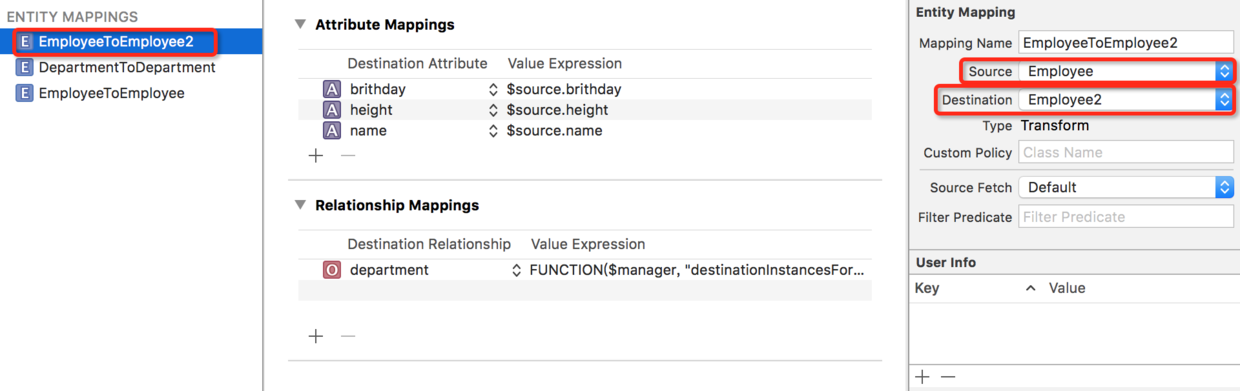 ENTITY MAPPINGS
E EmployeeToEmployee2
E DepartmentToDepartment
E EmployeeToEmployee
Attribute Mappings
Destination Attribute Value Expression
A brithday $source.brithday
A height $source.height
A name $source.name
Relationship Mappings
Destination Relationship Value Expression
O department FUNCTION($manager, "destinationInstancesFor...
Entity Mapping
Mapping Name EmployeeToEmployee2
Source Employee
Destination Employee2
Type Transform
Custom Policy Class Name
Source Fetch Default
Filter Predicate Filter Predicate
User Info
Key Value